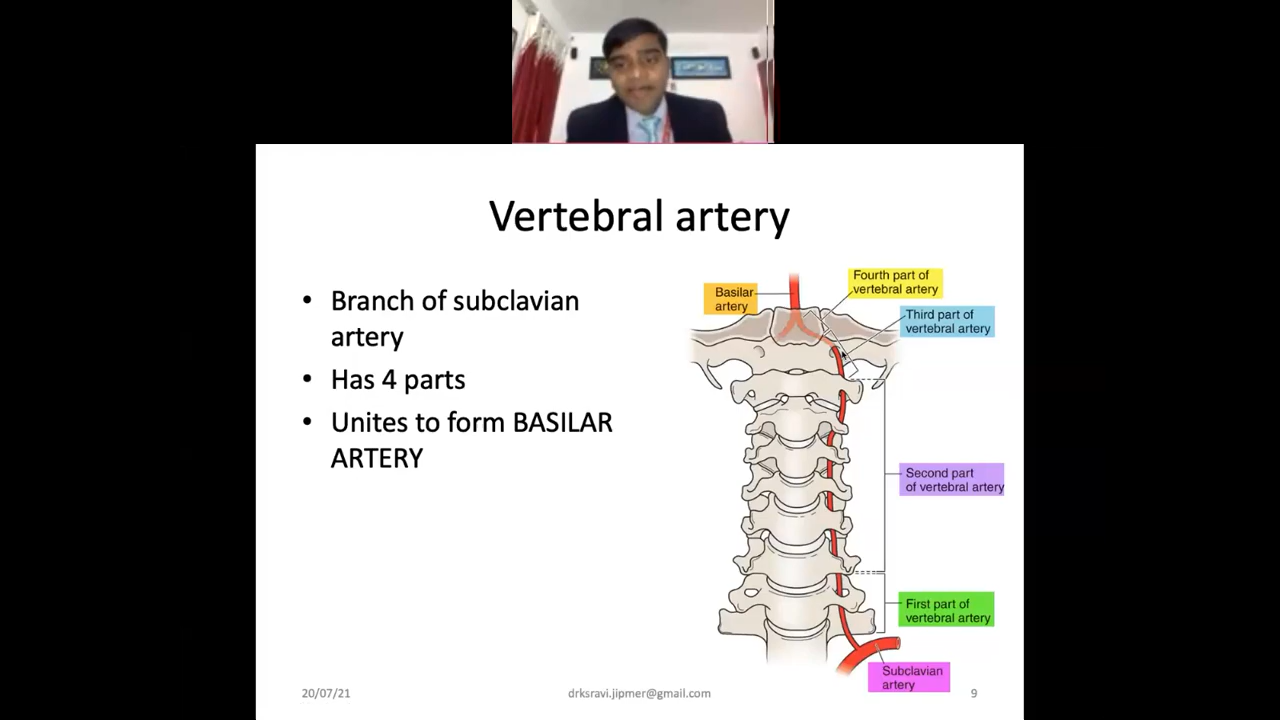 Vertebral artery
• Branch of subclavian
artery
• Has 4 parts
• Unites to form BASILAR
ARTERY
Basilar
artery
Fourth part of
vertebral artery
Third part of
vertebral artery
Second part
of vertebral artery
First part of
vertebral artery
Subclavian
artery
20/07/21
drksravi.jipmer@gmail.com
9